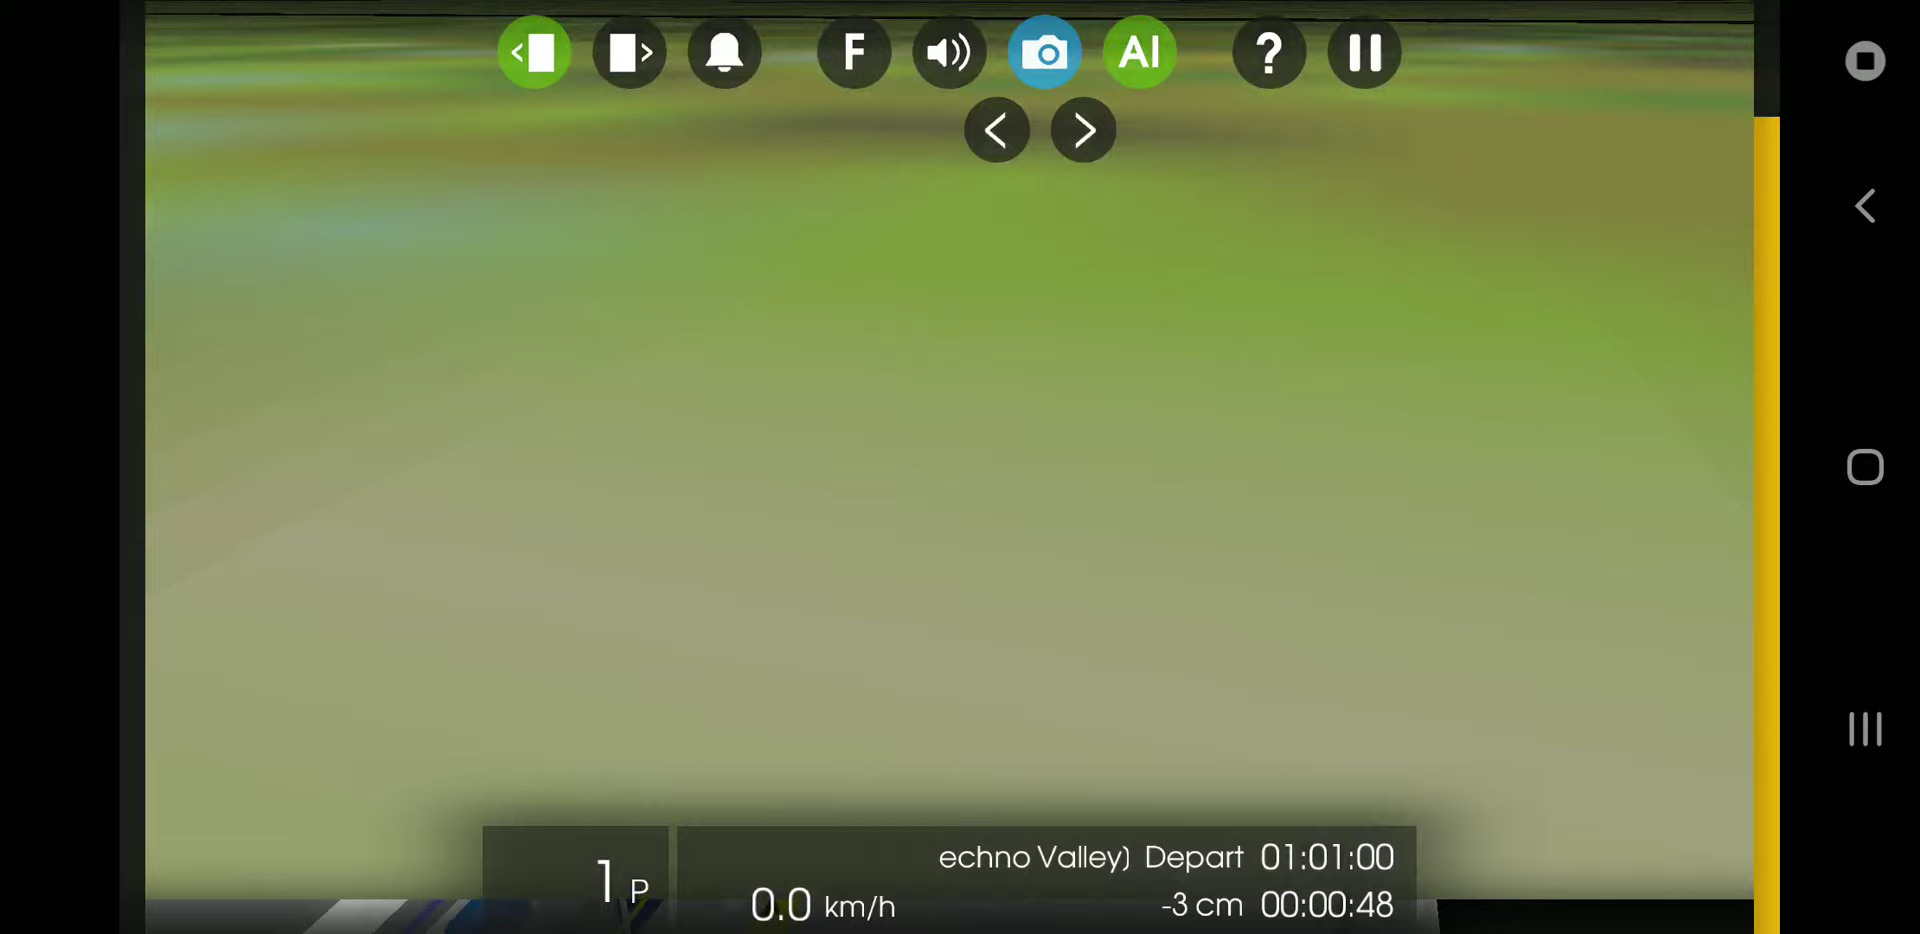 F
AI
?
1 P
echno Valley) Depart 01:01:00
0.0 km/h
-3 cm 00:00:48